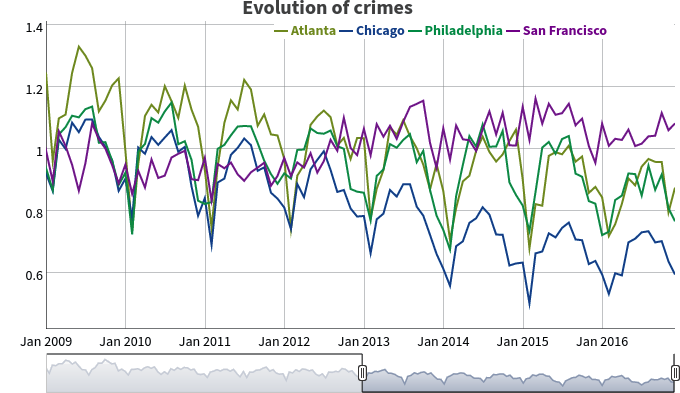 Evolution of crimes
Atlanta Chicago Philadelphia San Francisco
1.4
1.2
1
0.8
0.6
Jan 2009 Jan 2010 Jan 2011 Jan 2012 Jan 2013 Jan 2014 Jan 2015 Jan 2016